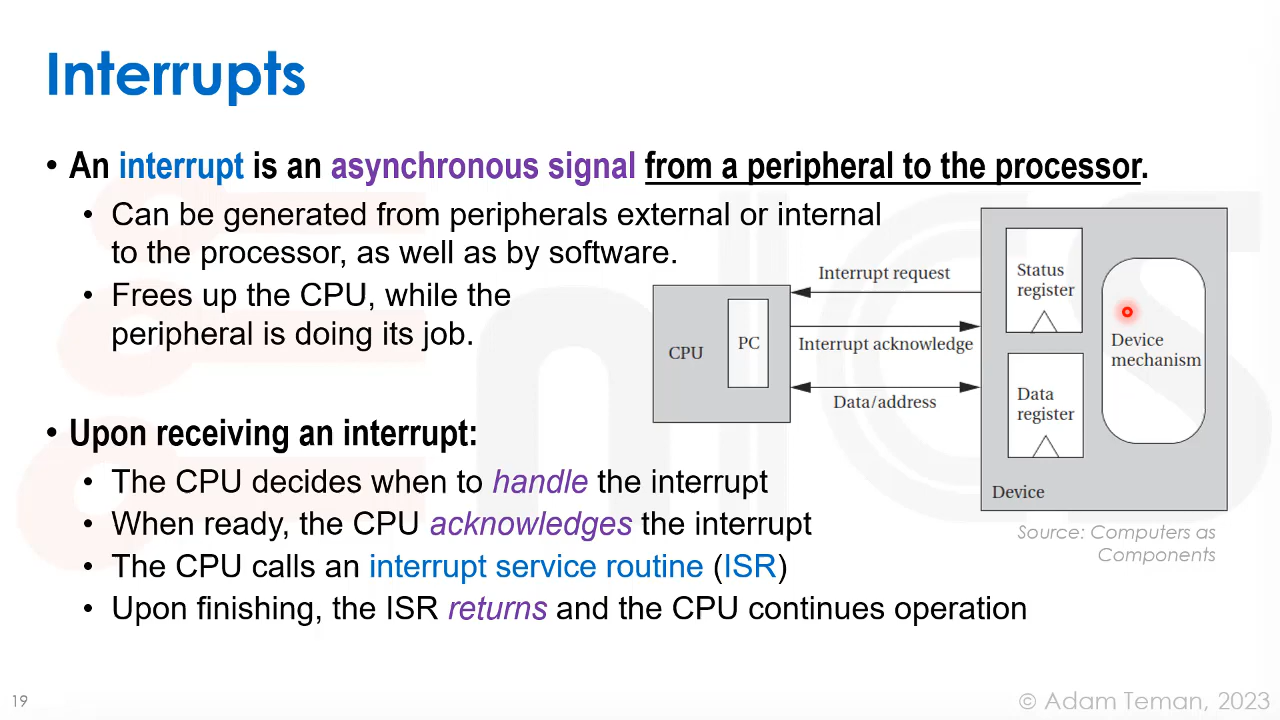 Interrupts
• An interrupt is an asynchronous signal from a peripheral to the processor.
• Can be generated from peripherals external or internal
to the processor, as well as by software.
• Frees up the CPU, while the
peripheral is doing its job.
• Upon receiving an interrupt:
• The CPU decides when to handle the interrupt
• When ready, the CPU acknowledges the interrupt
• The CPU calls an interrupt service routine (ISR)
• Upon finishing, the ISR returns and the CPU continues operation
CPU
PC
Interrupt request
Interrupt acknowledge
Data/address
Status
register
Data
register
Device
mechanism
Device
Source: Computers as
Components
19
© Adam Teman, 2023